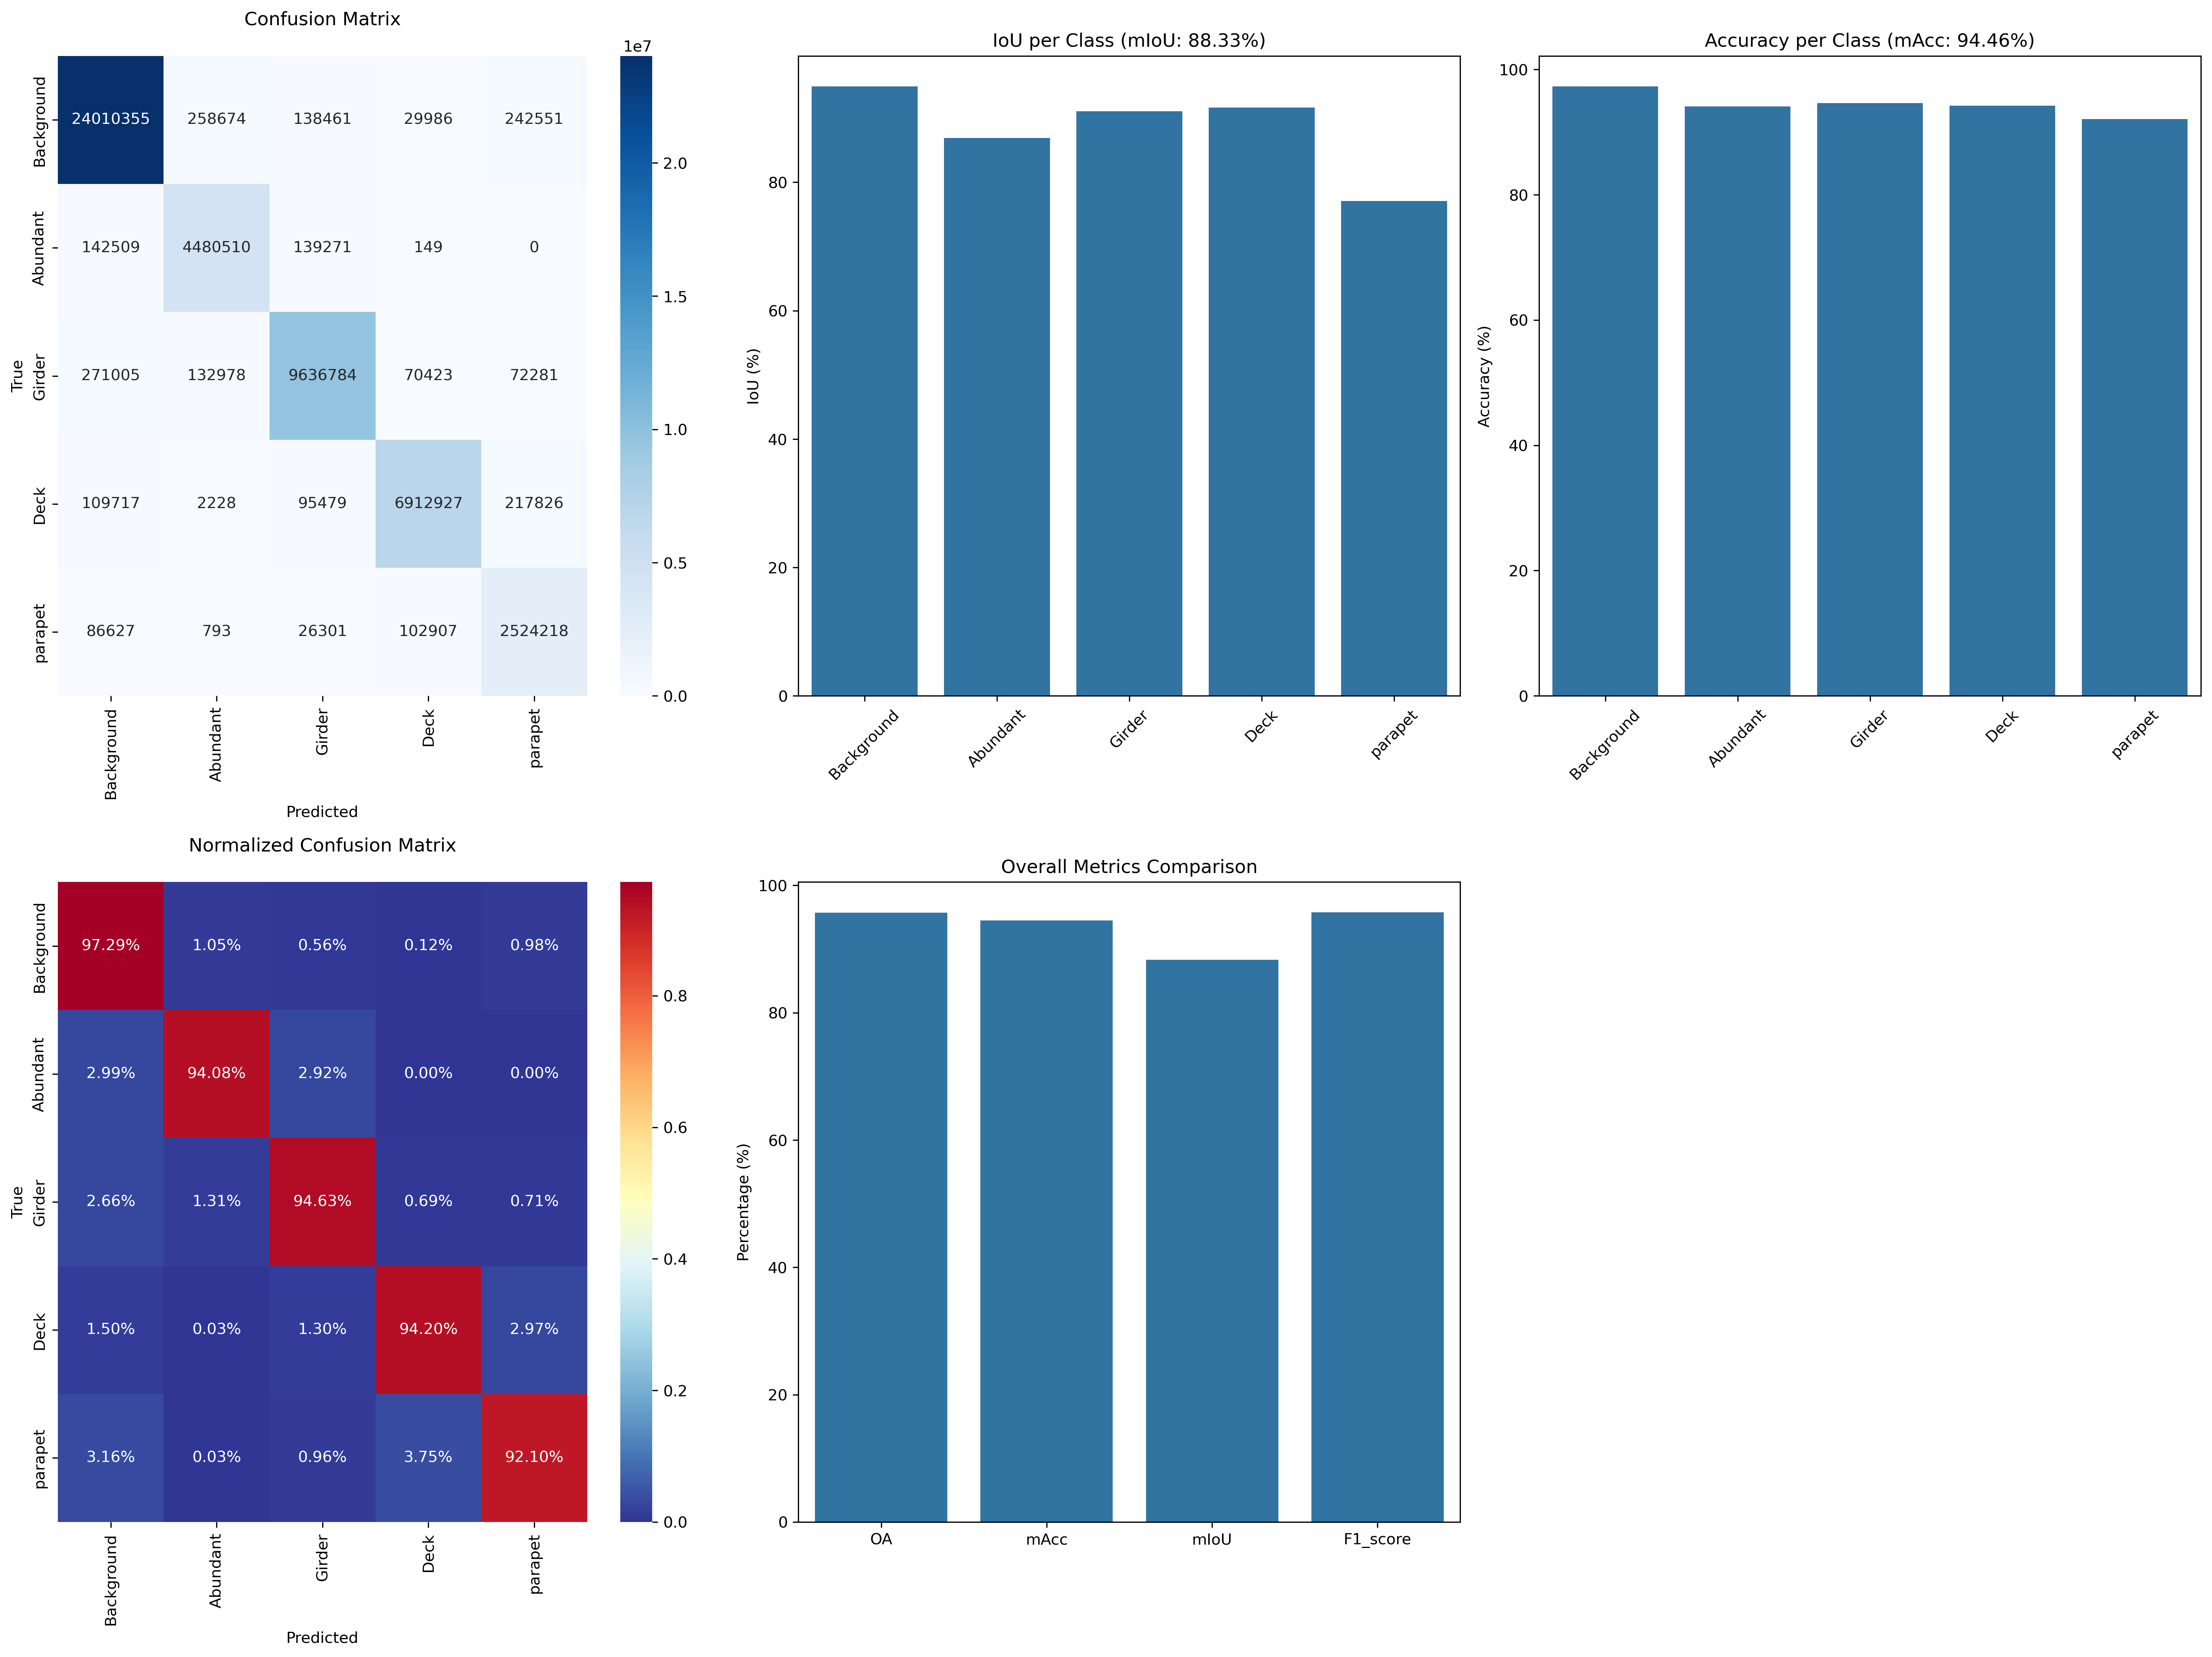 Confusion Matrix
1e7
Background 24010355 258674 138461 29986 242551
Abundant 142509 4480510 139271 149 0
Girder 271005 132978 9636784 70423 72281
Deck 109717 2228 95479 6912927 217826
parapet 86627 793 26301 102907 2524218
True
Background Abundant Girder Deck parapet
Predicted
2.0
1.5
1.0
0.5
0.0
IoU per Class (mIoU: 88.33%)
IoU (%)
80
60
40
20
0
Background Abundant Girder Deck parapet
Accuracy per Class (mAcc: 94.46%)
Accuracy (%)
100
80
60
40
20
0
Background Abundant Girder Deck parapet
Normalized Confusion Matrix
Background 97.29% 1.05% 0.56% 0.12% 0.98%
Abundant 2.99% 94.08% 2.92% 0.00% 0.00%
Girder 2.66% 1.31% 94.63% 0.69% 0.71%
Deck 1.50% 0.03% 1.30% 94.20% 2.97%
parapet 3.16% 0.03% 0.96% 3.75% 92.10%
True
Background Abundant Girder Deck parapet
Predicted
0.8
0.6
0.4
0.2
0.0
Overall Metrics Comparison
Percentage (%)
100
80
60
40
20
0
OA mAcc mIoU F1_score